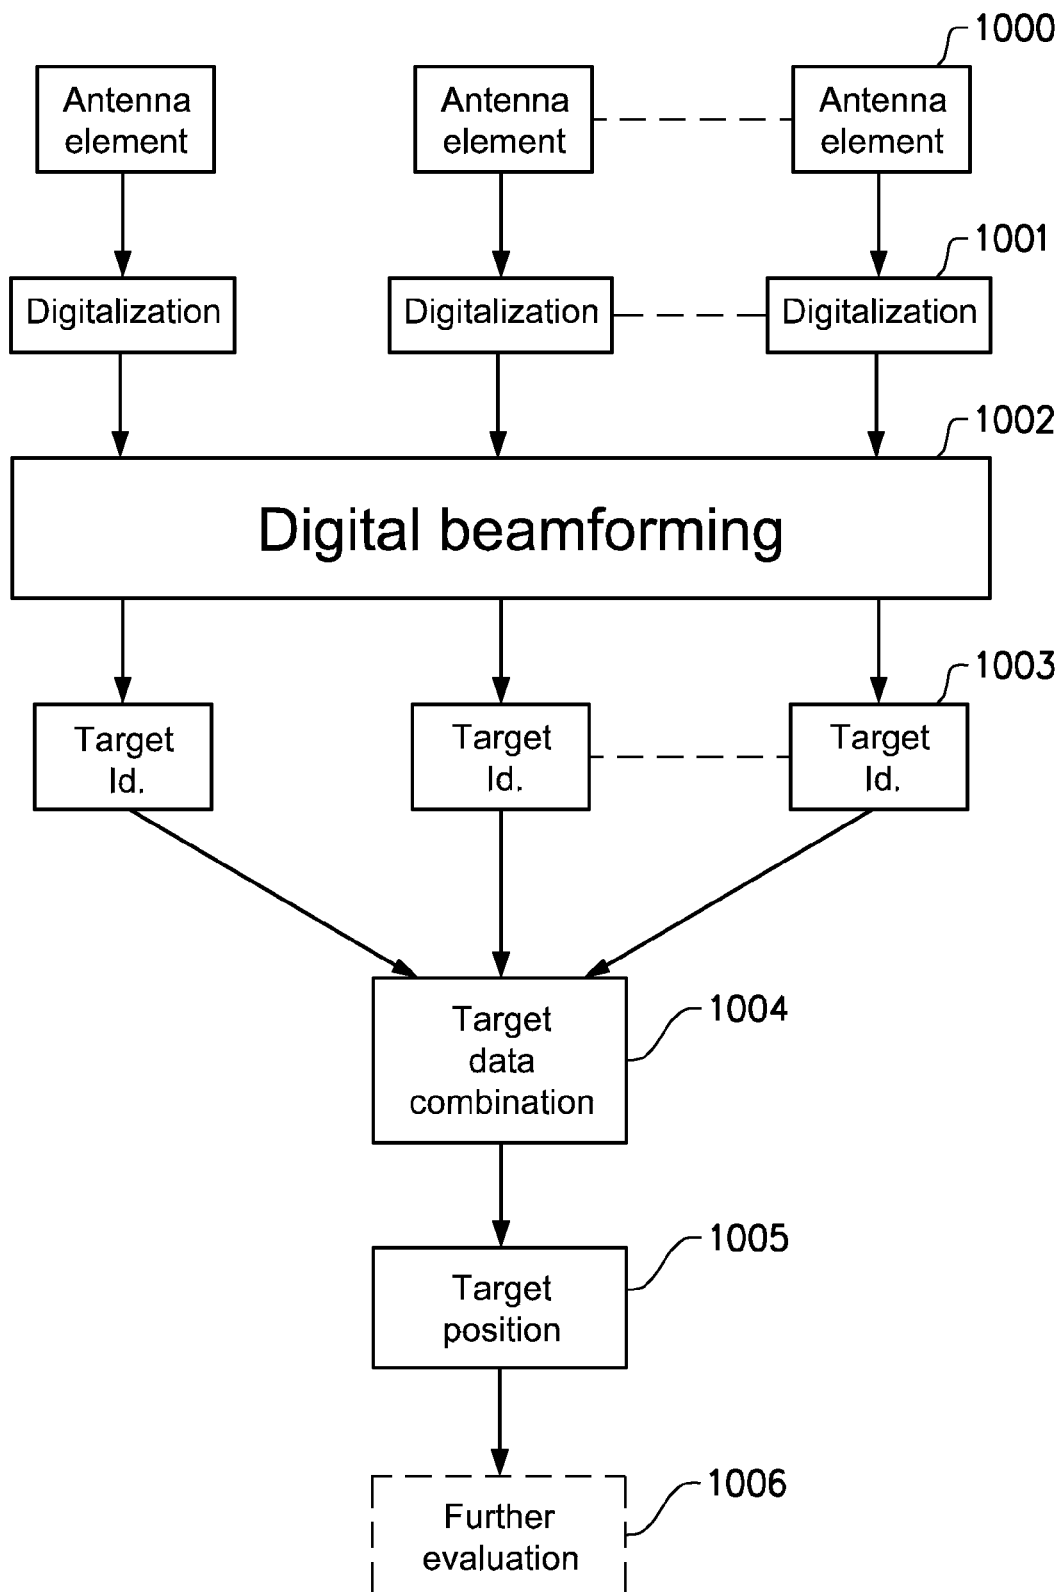 1000
Antenna
element
Antenna
element
Antenna
element
1001
Digitalization
Digitalization
Digitalization
1002
Digital beamforming
1003
Target
Id.
Target
Id.
Target
Id.
1004
Target
data
combination
1005
Target
position
1006
Further
evaluation